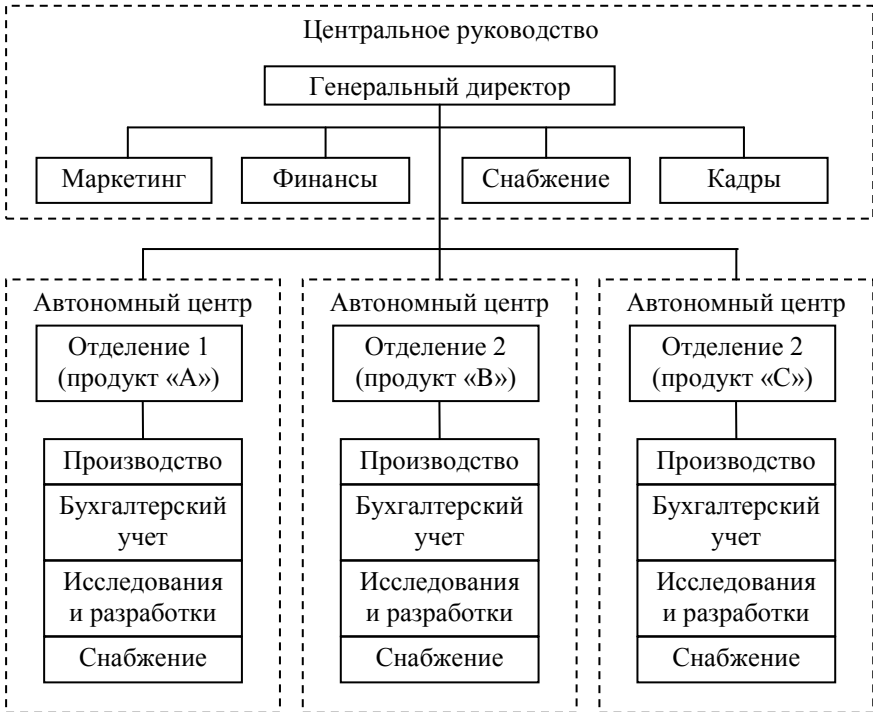 Центральное руководство
Генеральный директор
Маркетинг
Финансы
Снабжение
Кадры
Автономный центр
Отделение 1
(продукт «А»)
Производство
Бухгалтерский
учет
Исследования
и разработки
Снабжение
Автономный центр
Отделение 2
(продукт «В»)
Производство
Бухгалтерский
учет
Исследования
и разработки
Снабжение
Автономный центр
Отделение 2
(продукт «С»)
Производство
Бухгалтерский
учет
Исследования
и разработки
Снабжение